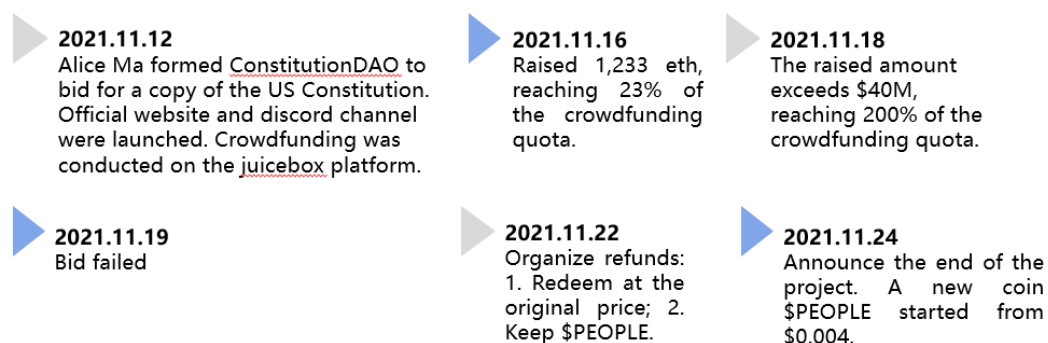 2021.11.12
Alice Ma formed ConstitutionDAO to
bid for a copy of the US Constitution.
Official website and discord channel
were launched. Crowdfunding was
conducted on the juicebox platform.
2021.11.16
Raised 1,233 eth,
reaching 23% of
the crowdfunding
quota.
2021.11.18
The raised amount
exceeds $40M,
reaching 200% of the
crowdfunding quota.
2021.11.19
Bid failed
2021.11.22
Organize refunds:
1. Redeem at the
original price; 2.
Keep $PEOPLE.
2021.11.24
Announce the end of the
project. A new coin
$PEOPLE started from
$0.004.